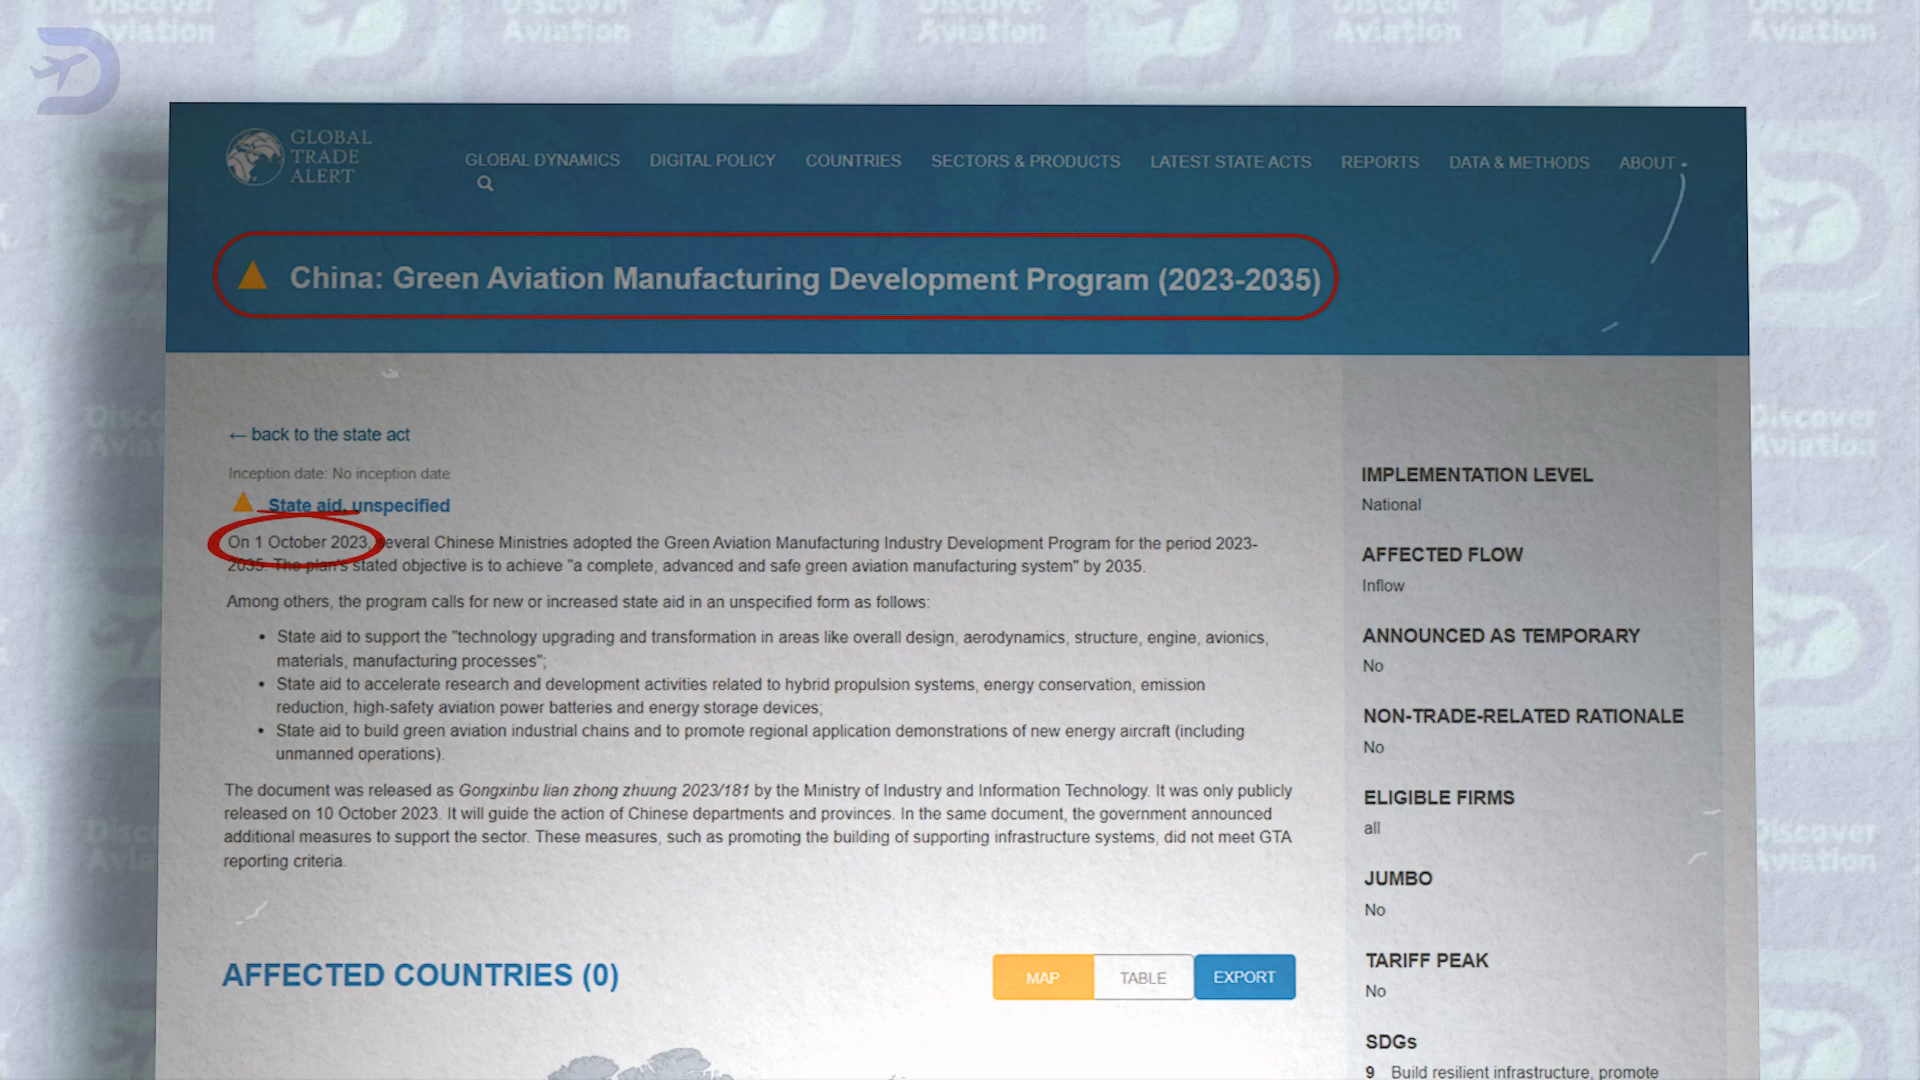 Discover
Aviation
GLOBAL
TRADE
ALERT
GLOBAL DYNAMICS
DIGITAL POLICY
COUNTRIES
SECTORS & PRODUCTS
LATEST STATE ACTS
REPORTS
DATA & METHODS
ABOUT
China: Green Aviation Manufacturing Development Program (2023-2035)
← back to the state act
Inception date: No inception date
State aid, unspecified
On 1 October 2023, several Chinese Ministries adopted the Green Aviation Manufacturing Industry Development Program for the period 2023-
2035. The plan's stated objective is to achieve "a complete, advanced and safe green aviation manufacturing system" by 2035.
Among others, the program calls for new or increased state aid in an unspecified form as follows:
• State aid to support the "technology upgrading and transformation in areas like overall design, aerodynamics, structure, engine, avionics,
materials, manufacturing processes";
• State aid to accelerate research and development activities related to hybrid propulsion systems, energy conservation, emission
reduction, high-safety aviation power batteries and energy storage devices;
• State aid to build green aviation industrial chains and to promote regional application demonstrations of new energy aircraft (including
unmanned operations).
The document was released as Gongxinbu lian zhong zhuung 2023/181 by the Ministry of Industry and Information Technology. It was only publicly
released on 10 October 2023. It will guide the action of Chinese departments and provinces. In the same document, the government announced
additional measures to support the sector. These measures, such as promoting the building of supporting infrastructure systems, did not meet GTA
reporting criteria.
AFFECTED COUNTRIES (0)
MAP
TABLE
EXPORT
IMPLEMENTATION LEVEL
National
AFFECTED FLOW
Inflow
ANNOUNCED AS TEMPORARY
No
NON-TRADE-RELATED RATIONALE
No
ELIGIBLE FIRMS
all
JUMBO
No
TARIFF PEAK
No
SDGs
9 Build resilient infrastructure, promote